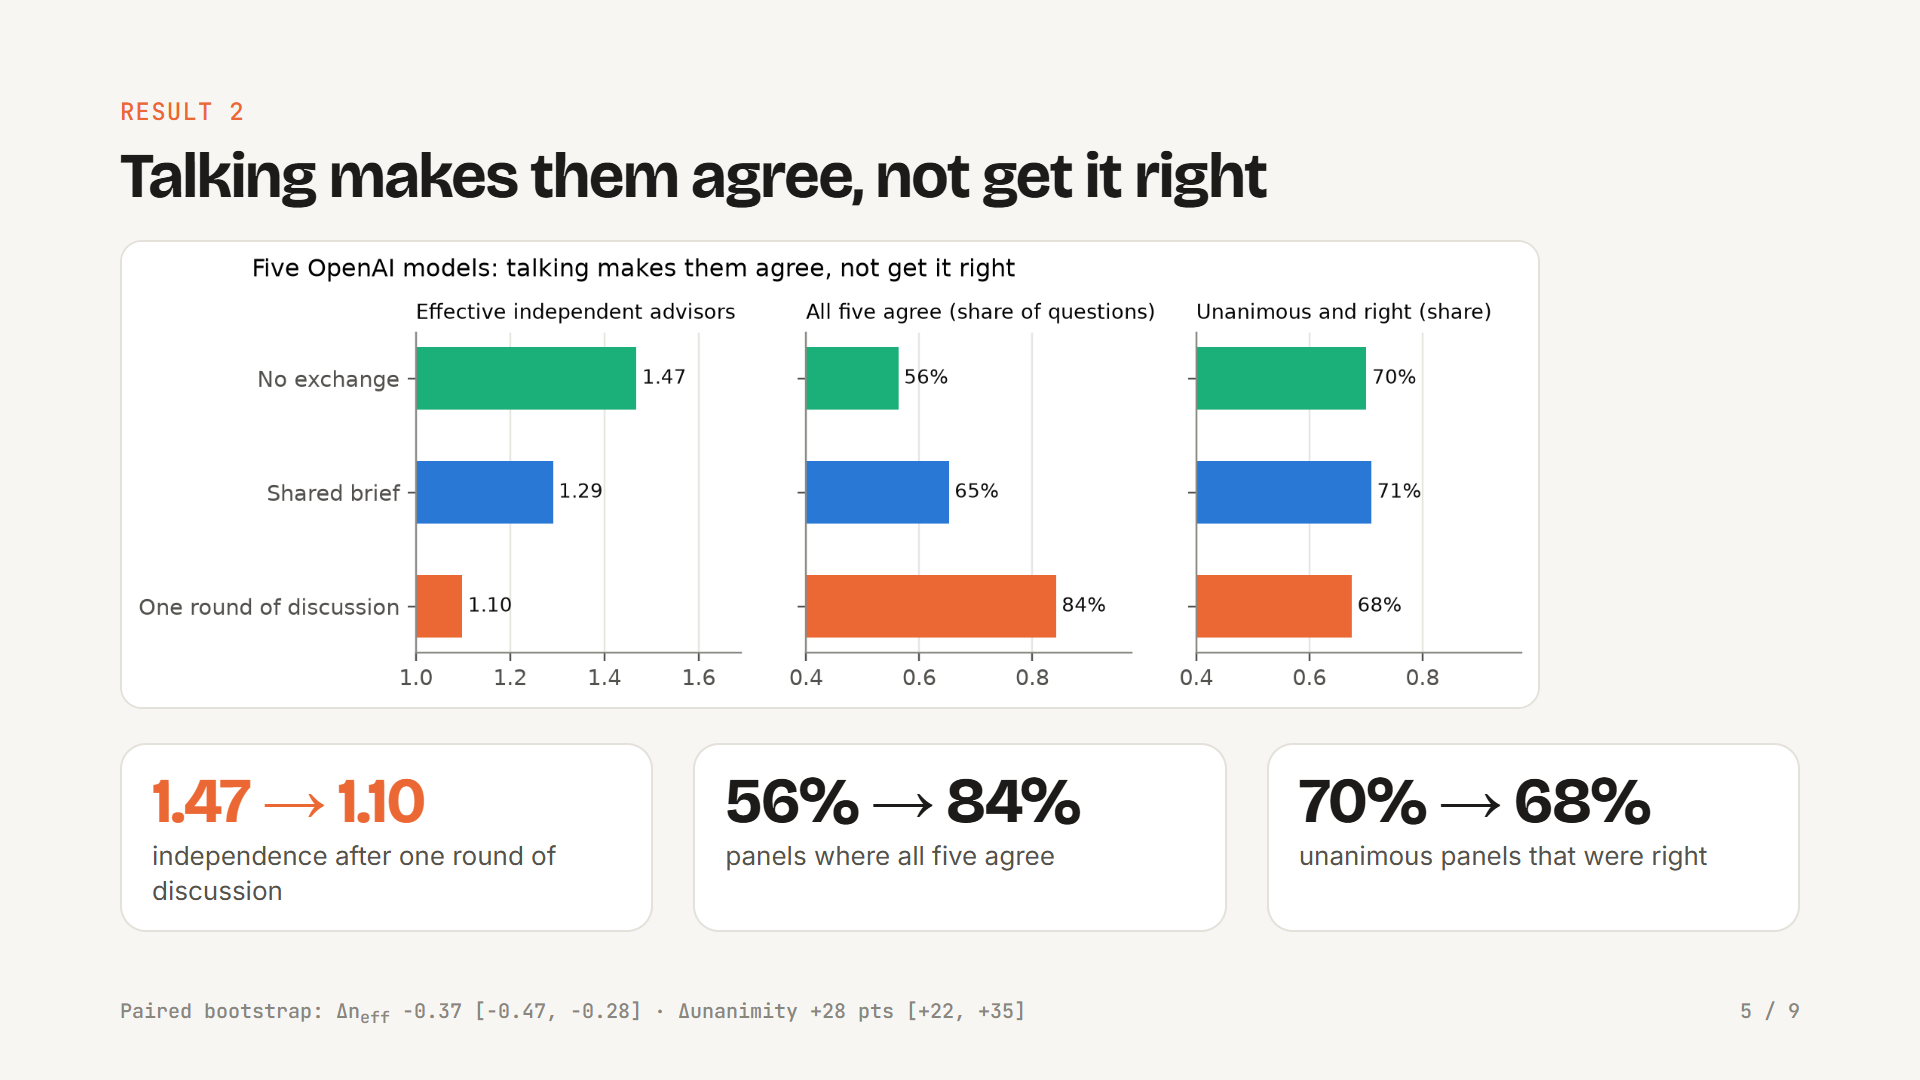 RESULT 2
Talking makes them agree, not get it right
Five OpenAI models: talking makes them agree, not get it right
Effective independent advisors
All five agree (share of questions)
Unanimous and right (share)
No exchange
1.47
56%
70%
Shared brief
1.29
65%
71%
One round of discussion
1.10
84%
68%
1.0 1.2 1.4 1.6
0.4 0.6 0.8
0.4 0.6 0.8
1.47 → 1.10
independence after one round of
discussion
56% → 84%
panels where all five agree
70% → 68%
unanimous panels that were right
Paired bootstrap: Δneff -0.37 [-0.47, -0.28] · Δunanimity +28 pts [+22, +35]
5 / 9